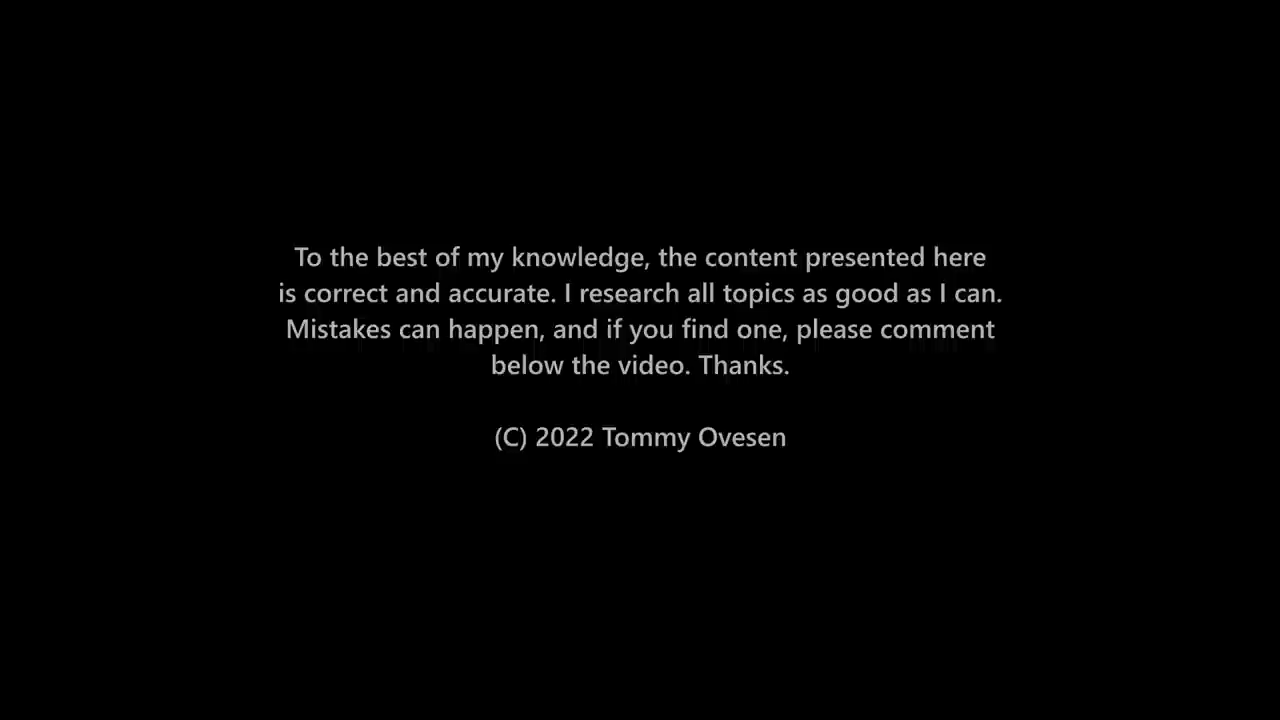 To the best of my knowledge, the content presented here
is correct and accurate. I research all topics as good as I can.
Mistakes can happen, and if you find one, please comment
below the video. Thanks.
(C) 2022 Tommy Ovesen